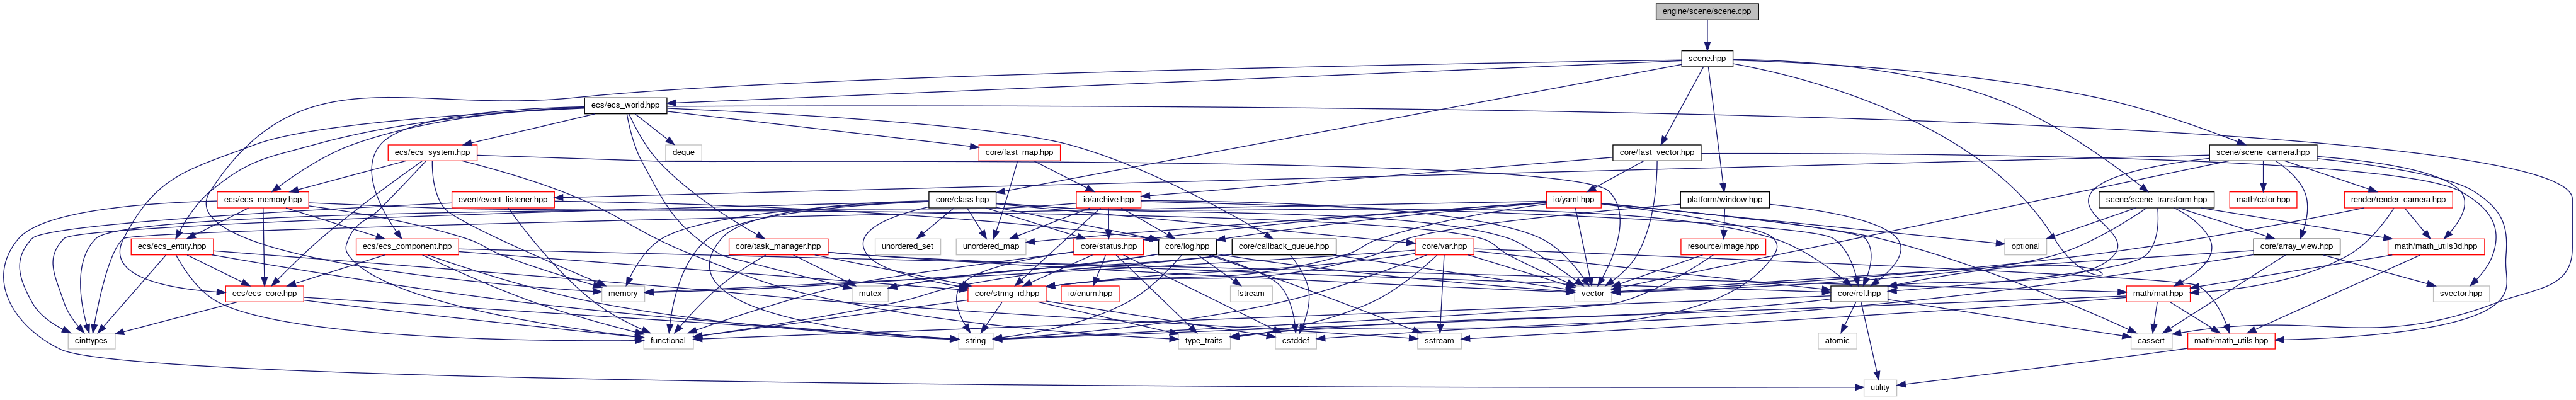 engine/scene/scene.cpp
scene.hpp
ecs/ecs_world.hpp
ecs/ecs_system.hpp
deque
core/fast_map.hpp
core/fast_vector.hpp
scene/scene_camera.hpp
ecs/ecs_memory.hpp
event/event_listener.hpp
core/class.hpp
io/archive.hpp
io/yaml.hpp
platform/window.hpp
scene/scene_transform.hpp
math/color.hpp
render/render_camera.hpp
ecs/ecs_entity.hpp
ecs/ecs_component.hpp
core/task_manager.hpp
unordered_set
unordered_map
core/status.hpp
core/log.hpp
core/callback_queue.hpp
core/var.hpp
resource/image.hpp
optional
core/array_view.hpp
math/math_utils3d.hpp
ecs/ecs_core.hpp
memory
mutex
core/string_id.hpp
io/enum.hpp
fstream
vector
core/ref.hpp
math/mat.hpp
svector.hpp
cinttypes
functional
string
type_traits
cstddef
sstream
atomic
cassert
math/math_utils.hpp
utility